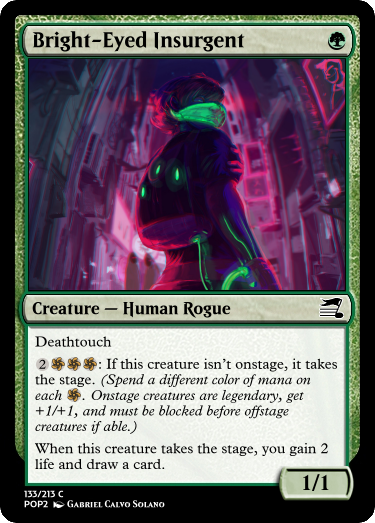 Bright-Eyed Insurgent
Creature — Human Rogue
Deathtouch
2: If this creature isn't onstage, it takes
the stage. (Spend a different color of mana on
each . Onstage creatures are legendary, get
+1/+1, and must be blocked before offstage
creatures if able.)
When this creature takes the stage, you gain 2
life and draw a card.
1/1
133/213 C
POP2 Gabriel Calvo Solano